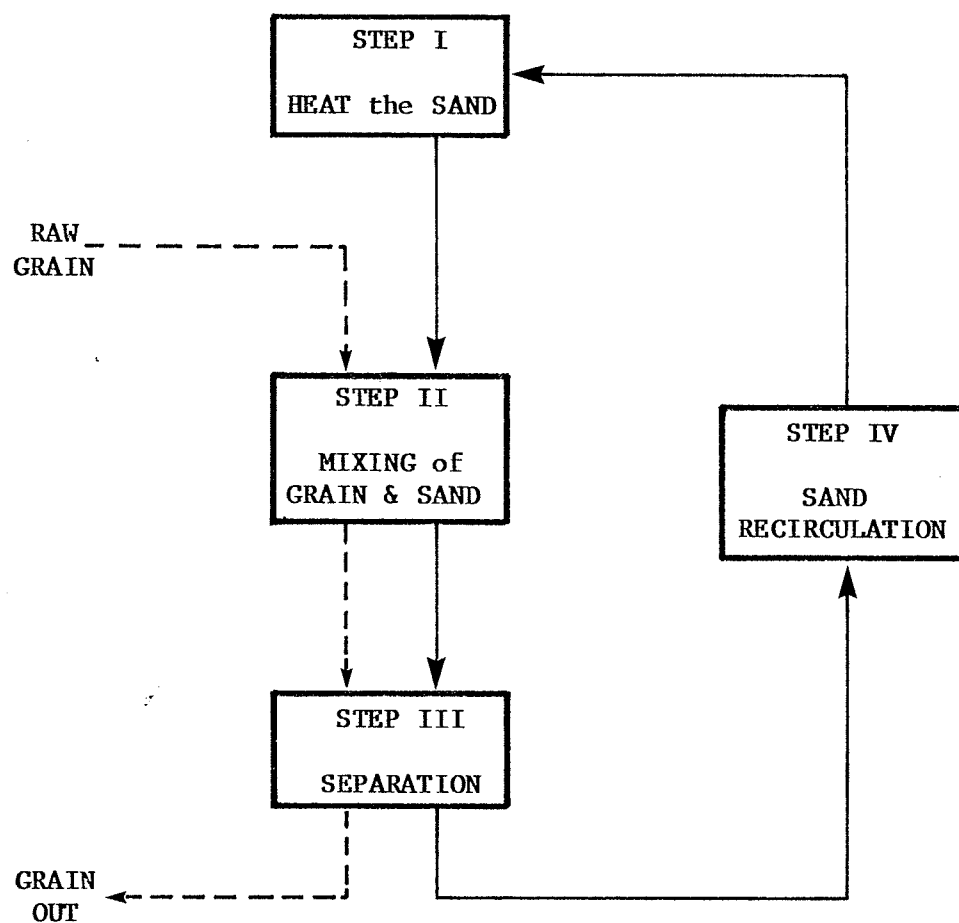 STEP I
HEAT the SAND
RAW
GRAIN
STEP II
MIXING of
GRAIN & SAND
STEP III
SEPARATION
STEP IV
SAND
RECIRCULATION
GRAIN
OUT